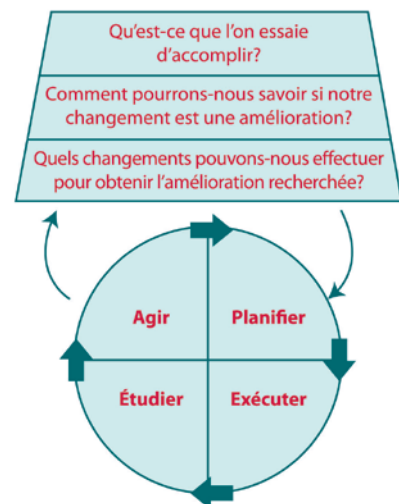 Qu'est-ce que l'on essaie
d'accomplir?
Comment pourrons-nous savoir si notre
changement est une amélioration?
Quels changements pouvons-nous effectuer
pour obtenir l'amélioration recherchée?
Agir
Planifier
Étudier
Exécuter